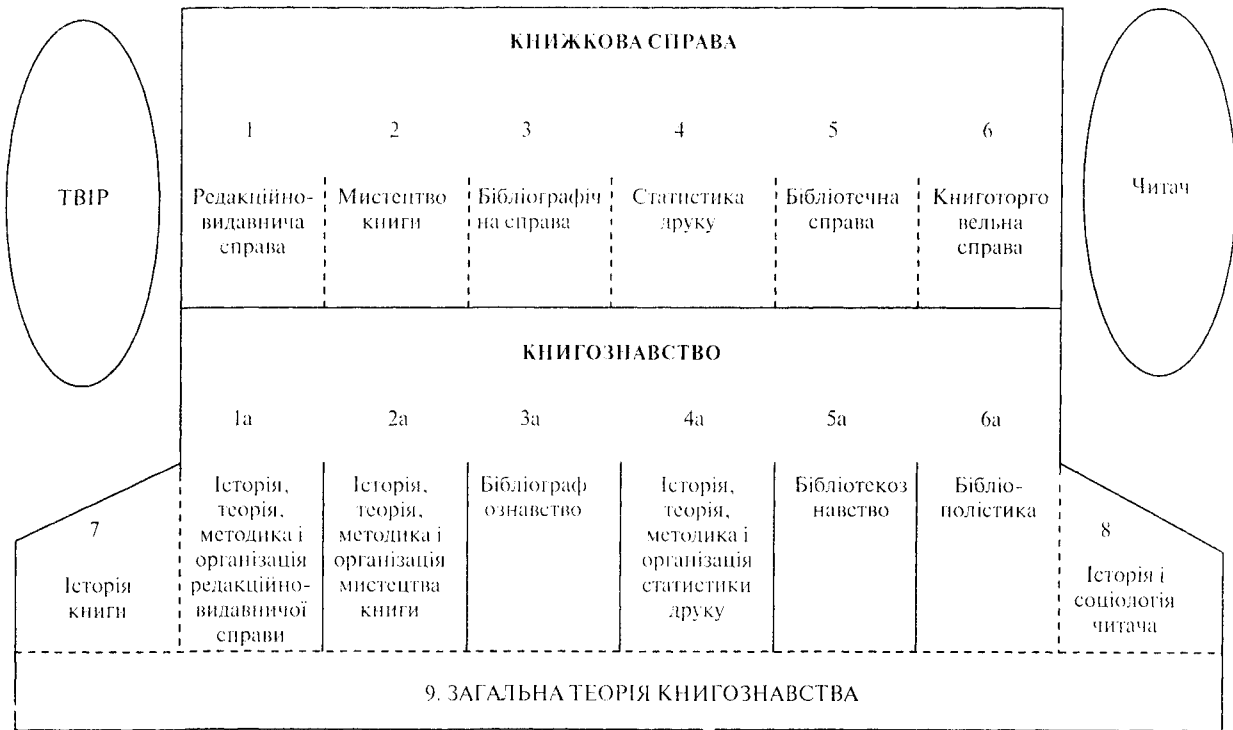 КНИЖКОВА СПРАВА
ТВІР
Читач
1
Редакційно-
видавнича
справа
2
Мистецтво
книги
3
Бібліографіч
на справа
4
Статистика
друку
5
Бібліотечна
справа
6
Книготорго
вельна
справа
КНИГОЗНАВСТВО
7
Історія
книги
1а
Історія,
теорія,
методика і
організація
редакційно-
видавничої
справи
2а
Історія,
теорія,
методика і
організація
мистецтва
книги
3а
Бібліограф
ознавство
4а
Історія,
теорія,
методика і
організація
статистики
друку
5а
Бібліотекоз
навство
6а
Бібліо-
полістика
8
Історія і
соціологія
читача
9. ЗАГАЛЬНА ТЕОРІЯ КНИГОЗНАВСТВА